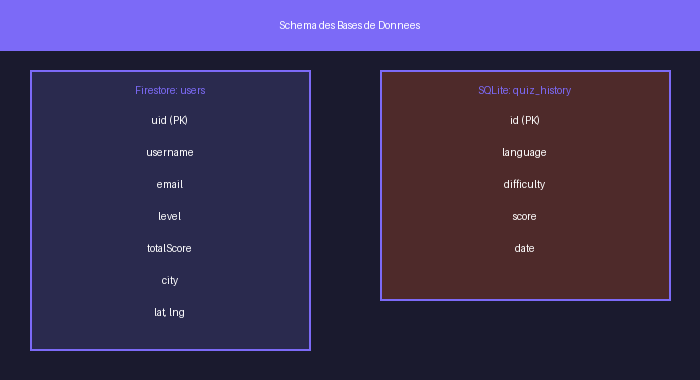 Schema des Bases de Donnees
Firestore: users
uid (PK)
username
email
level
totalScore
city
lat, lng
SQLite: quiz_history
id (PK)
language
difficulty
score
date